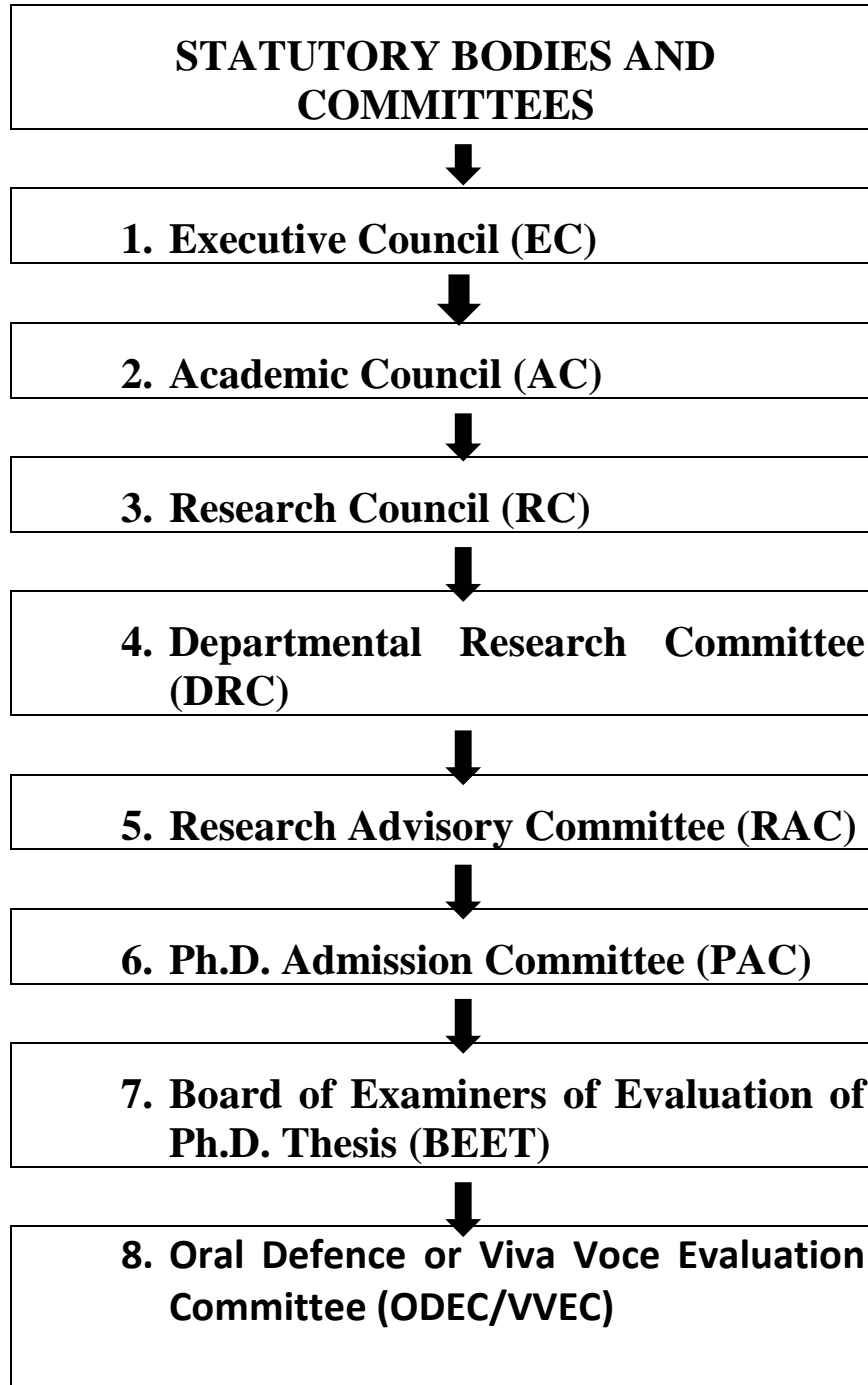 STATUTORY BODIES AND
COMMITTEES
1. Executive Council (EC)
2. Academic Council (AC)
3. Research Council (RC)
4. Departmental Research Committee
(DRC)
5. Research Advisory Committee (RAC)
6. Ph.D. Admission Committee (PAC)
7. Board of Examiners of Evaluation of
Ph.D. Thesis (BEET)
8. Oral Defence or Viva Voce Evaluation
Committee (ODEC/VVEC)